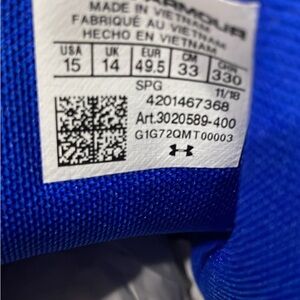 ARMOUR
MADE IN VIETNAM
FABRIQUÉ AU VIETNAM
HECHO EN VIETNAM
USA UK EUR CM CHN
15 14 49.5 33 330
SPG 11/18
4201467368
Art.3020589-400
G1G72QMT00003